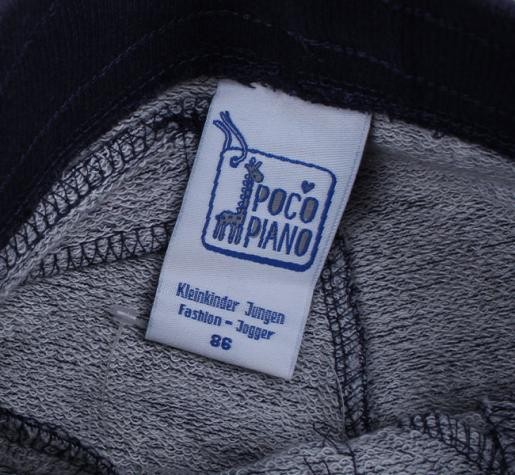 POCO
PIANO
Kleinkinder Jungen
Fashion - Jogger
86